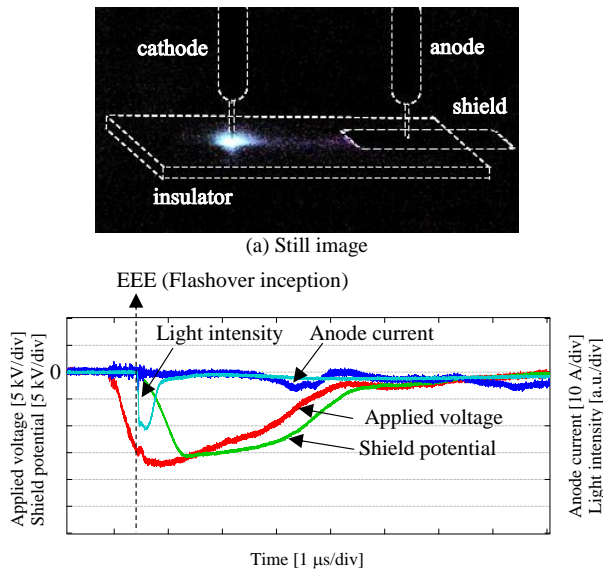 cathode
anode
shield
insulator
(a) Still image
EEE (Flashover inception)
Light intensity
Anode current
0
Applied voltage
Shield potential
Applied voltage [5 kV/div]
Shield potential [5 kV/div]
Anode current [10 A/div]
Light intensity [a.u./div]
Time [1 μs/div]